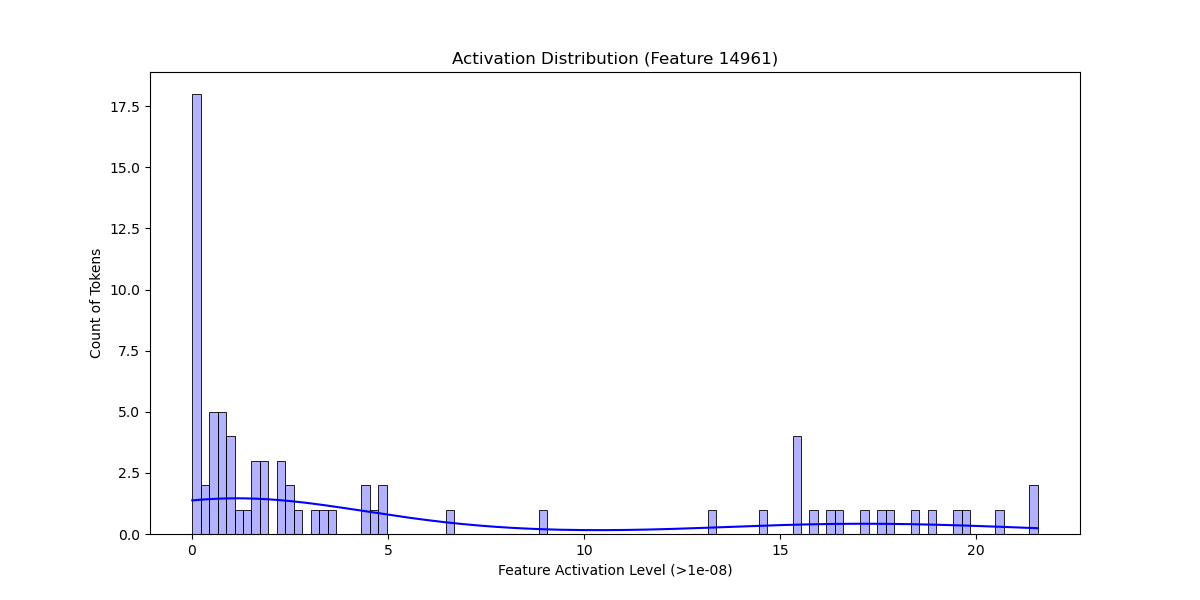 Activation Distribution (Feature 14961)
17.5
15.0
12.5
10.0
7.5
5.0
2.5
0.0
Count of Tokens
0 5 10 15 20
Feature Activation Level (>1e-08)